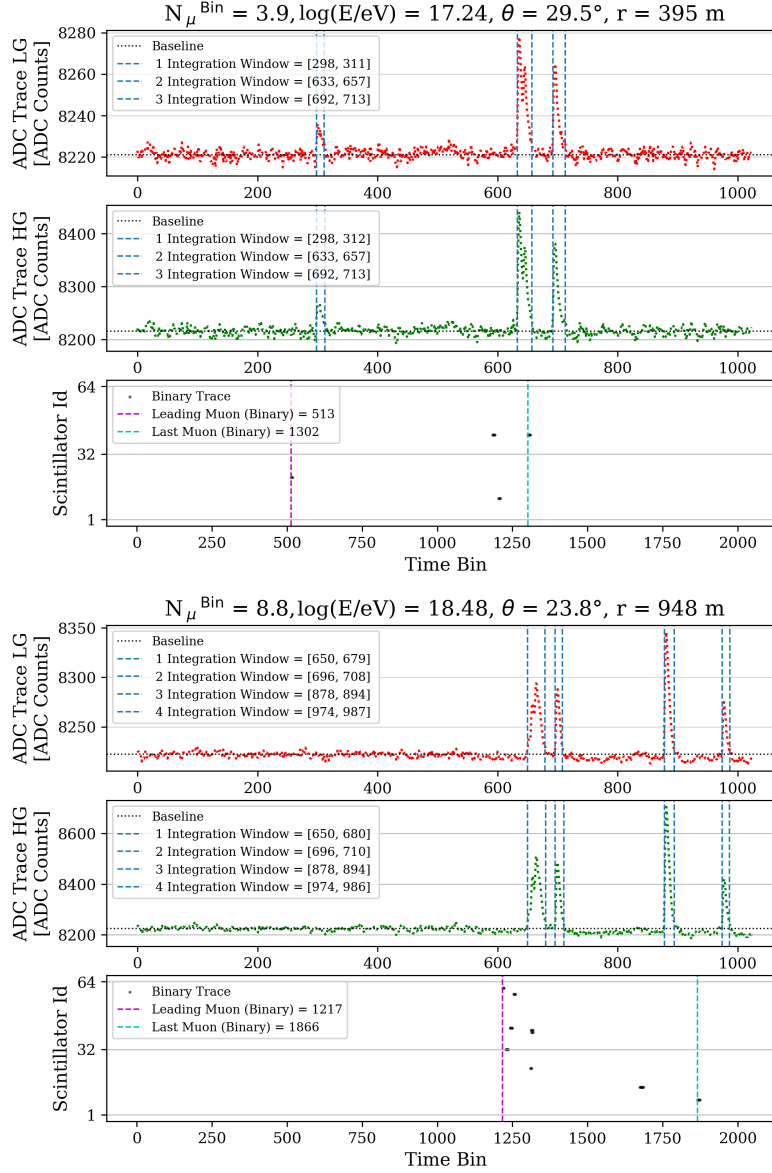 N_μ^Bin = 3.9, log(E/eV) = 17.24, θ = 29.5°, r = 395 m
ADC Trace LG
[ADC Counts]
8280
8260
8240
8220
Baseline
1 Integration Window = [298, 311]
2 Integration Window = [633, 657]
3 Integration Window = [692, 713]
0 200 400 600 800 1000
ADC Trace HG
[ADC Counts]
8400
8300
8200
Baseline
1 Integration Window = [298, 312]
2 Integration Window = [633, 657]
3 Integration Window = [692, 713]
0 200 400 600 800 1000
Scintillator Id
64
32
1
Binary Trace
Leading Muon (Binary) = 513
Last Muon (Binary) = 1302
0 250 500 750 1000 1250 1500 1750 2000
Time Bin
N_μ^Bin = 8.8, log(E/eV) = 18.48, θ = 23.8°, r = 948 m
ADC Trace LG
[ADC Counts]
8350
8300
8250
Baseline
1 Integration Window = [650, 679]
2 Integration Window = [696, 708]
3 Integration Window = [878, 894]
4 Integration Window = [974, 987]
0 200 400 600 800 1000
ADC Trace HG
[ADC Counts]
8600
8400
8200
Baseline
1 Integration Window = [650, 680]
2 Integration Window = [696, 710]
3 Integration Window = [878, 894]
4 Integration Window = [974, 986]
0 200 400 600 800 1000
Scintillator Id
64
32
1
Binary Trace
Leading Muon (Binary) = 1217
Last Muon (Binary) = 1866
0 250 500 750 1000 1250 1500 1750 2000
Time Bin